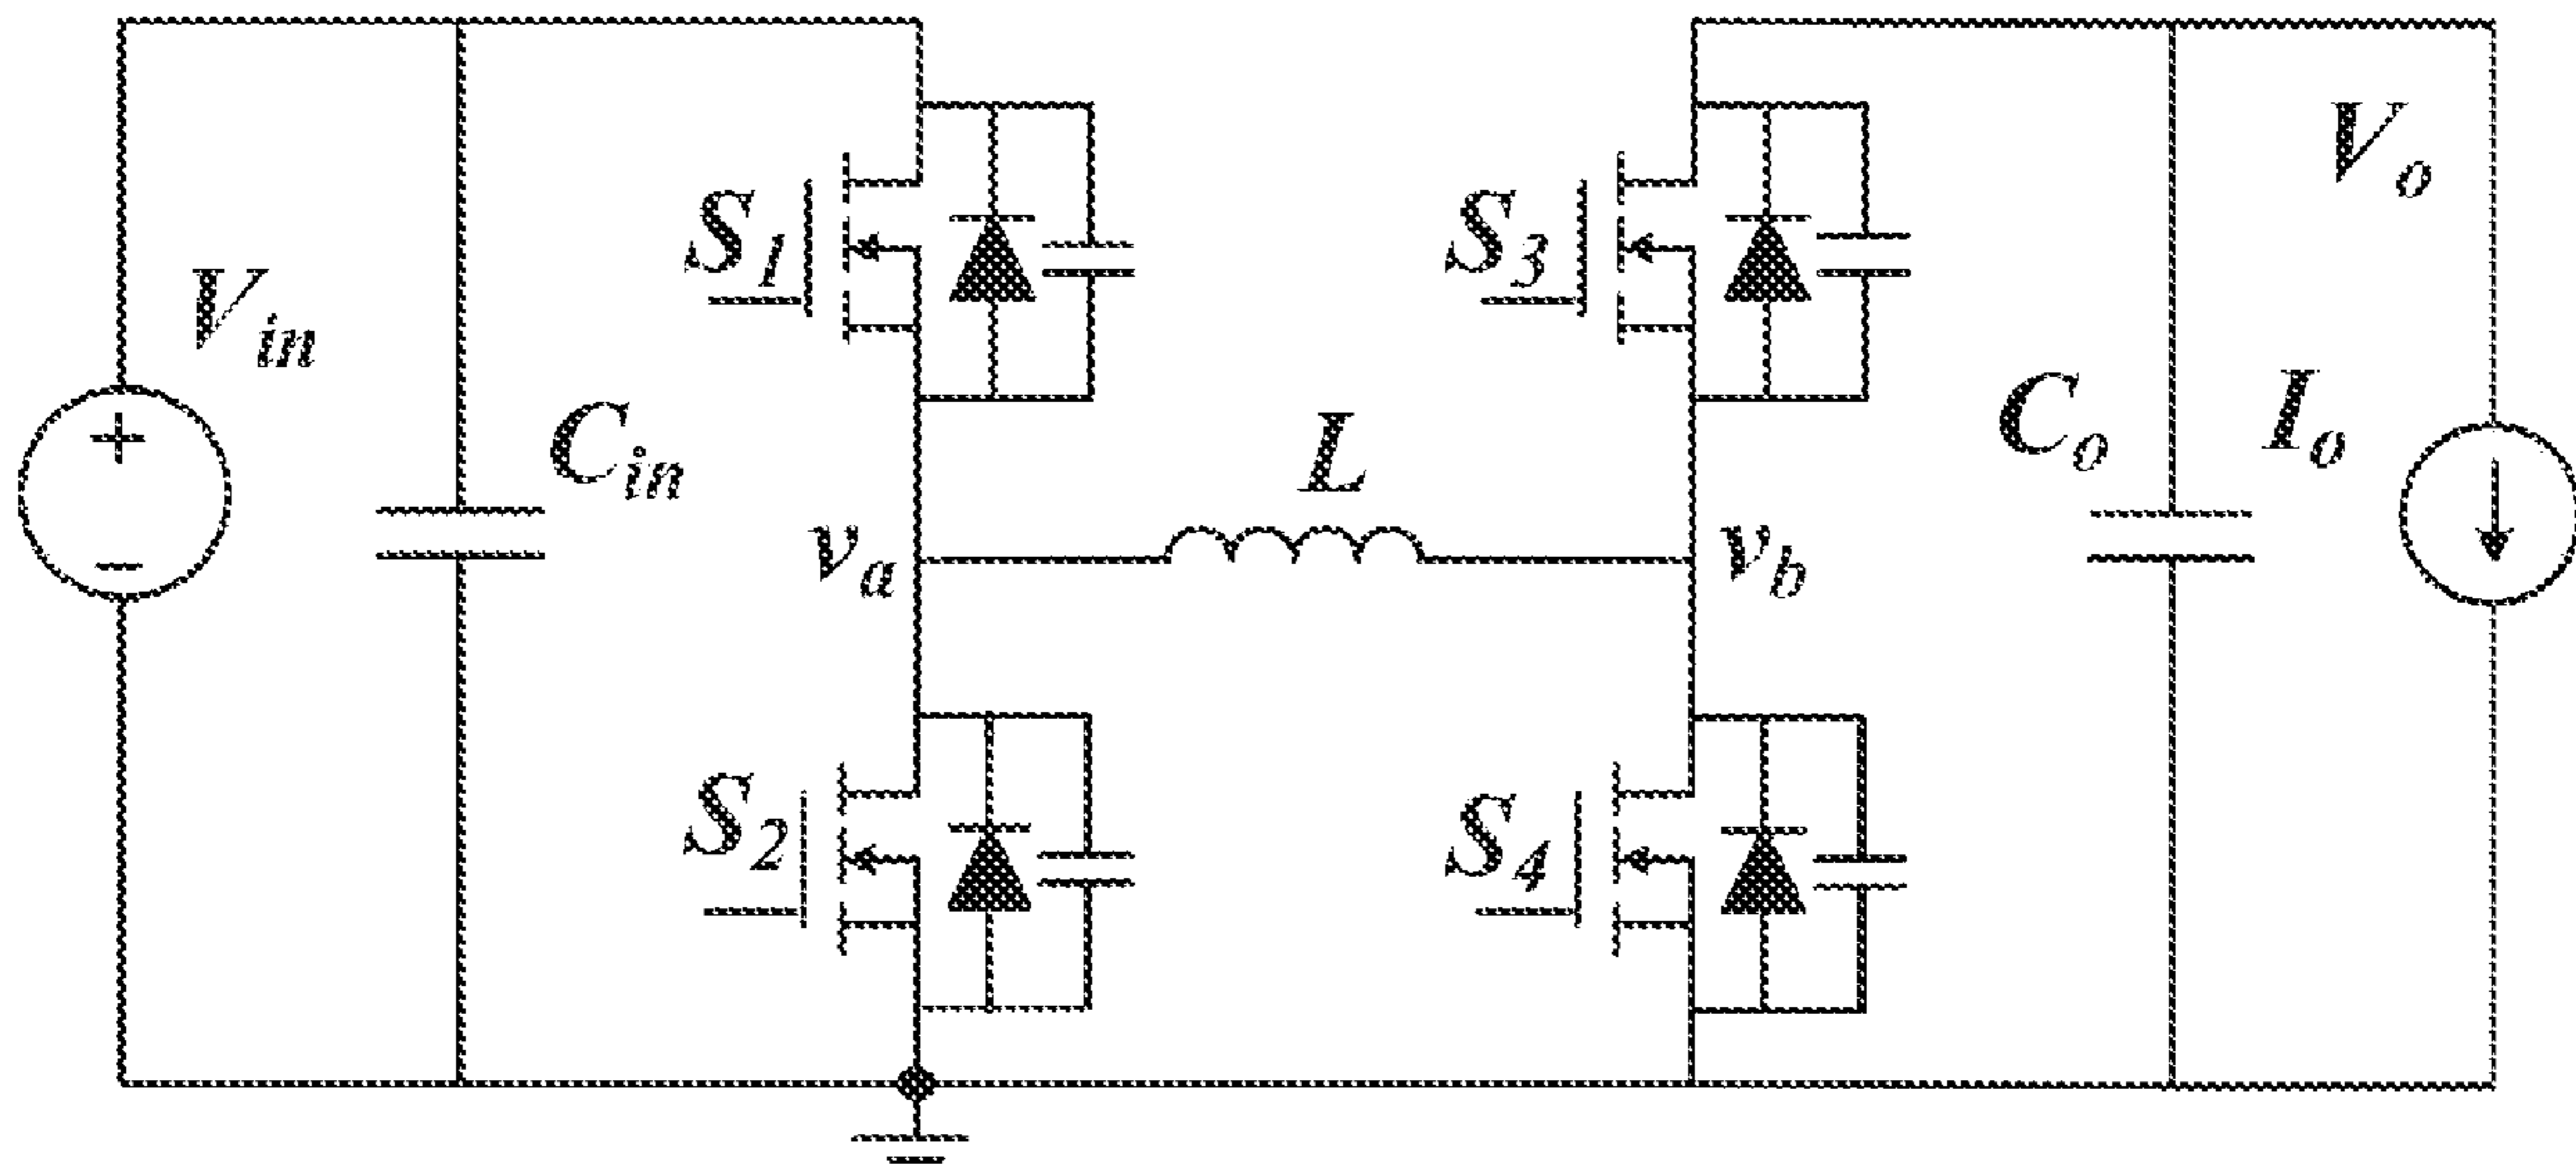 V_o
S_1
S_3
V_in
+
−
C_in
L
C_o
I_o
v_a
v_b
S_2
S_4